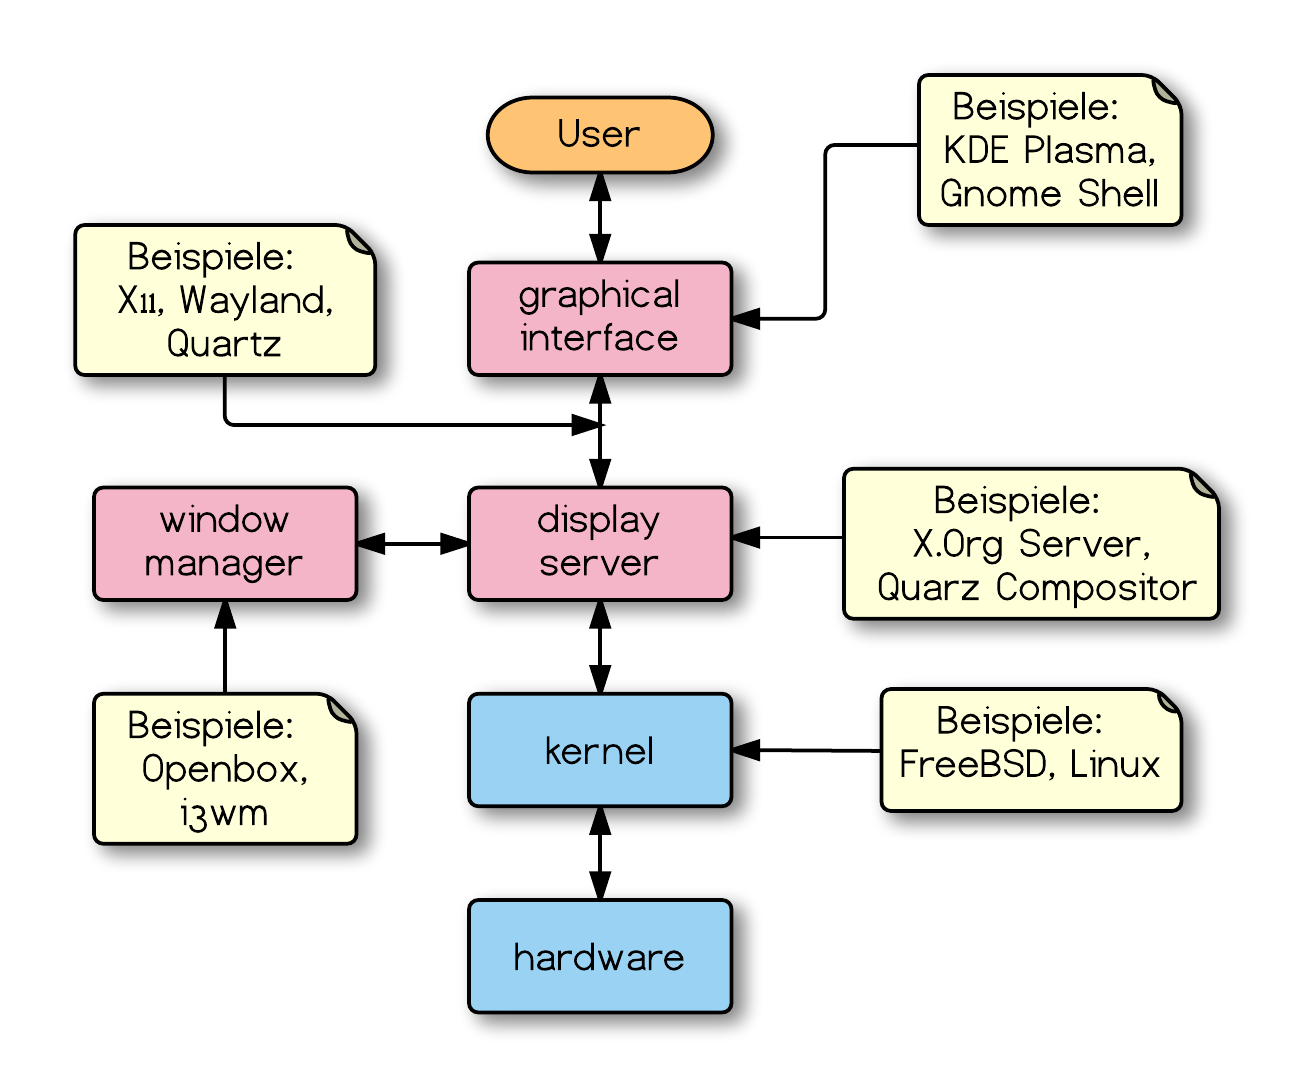 User
Beispiele:
KDE Plasma,
Gnome Shell
Beispiele:
X11, Wayland,
Quartz
graphical
interface
window
manager
display
server
Beispiele:
X.Org Server,
Quarz Compositor
Beispiele:
Openbox,
i3wm
kernel
Beispiele:
FreeBSD, Linux
hardware